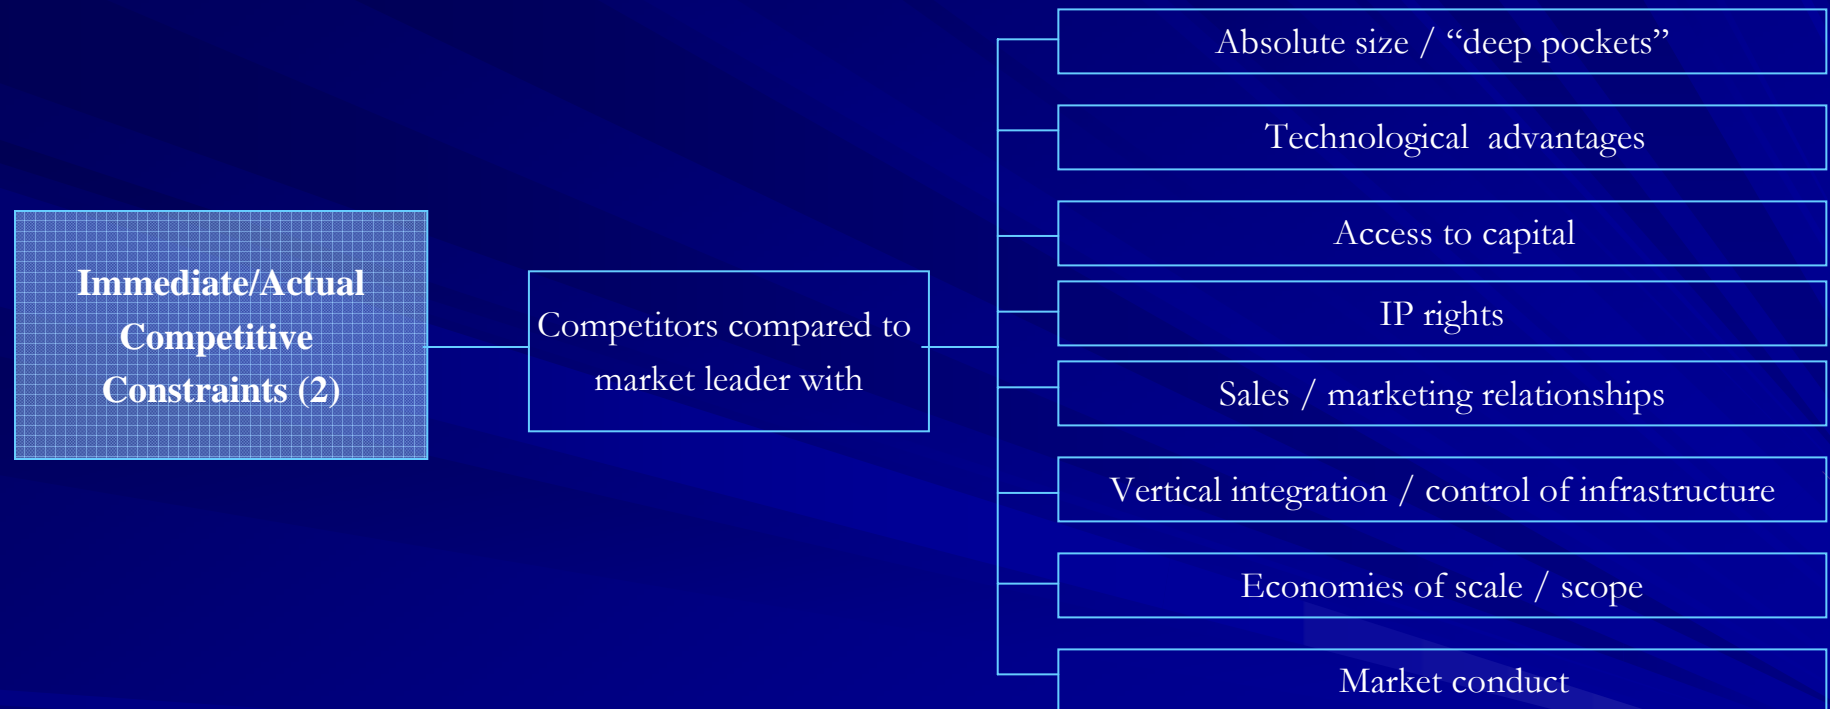 Immediate/Actual
Competitive
Constraints (2)
Competitors compared to
market leader with
Absolute size / “deep pockets”
Technological advantages
Access to capital
IP rights
Sales / marketing relationships
Vertical integration / control of infrastructure
Economies of scale / scope
Market conduct